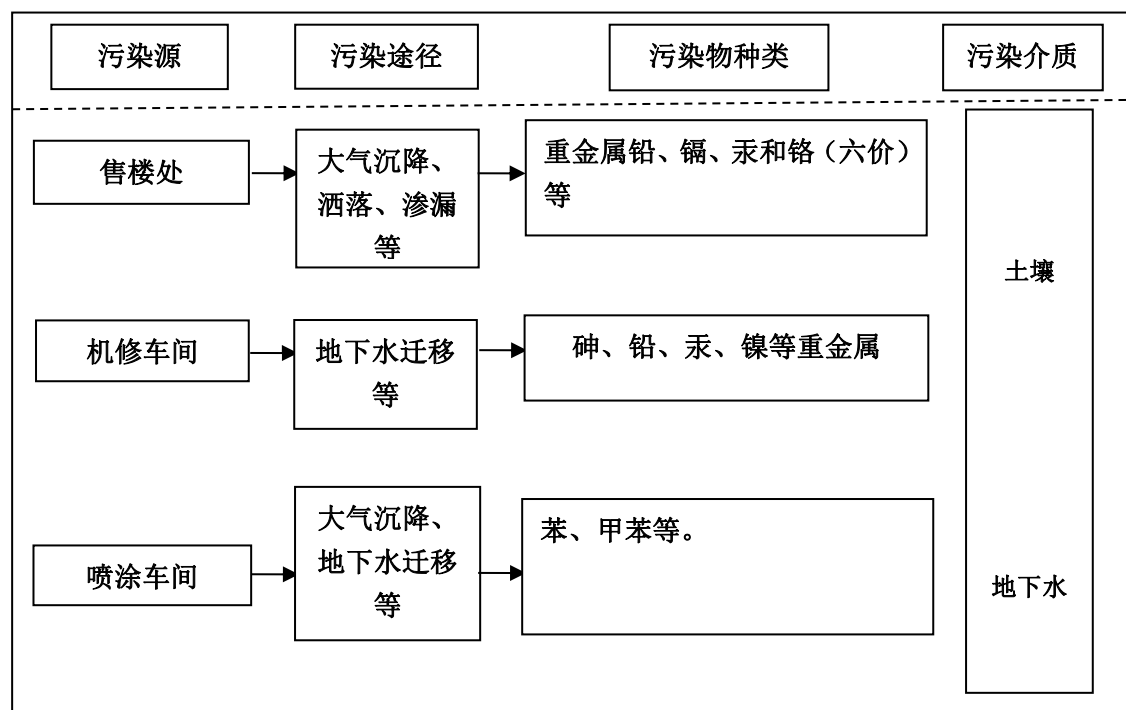 污染源
污染途径
污染物种类
污染介质
售楼处
大气沉降、
洒落、渗漏
等
重金属铅、镉、汞和铬（六价）
等
土壤
机修车间
地下水迁移
等
砷、铅、汞、镍等重金属
喷涂车间
大气沉降、
地下水迁移
等
苯、甲苯等。
地下水